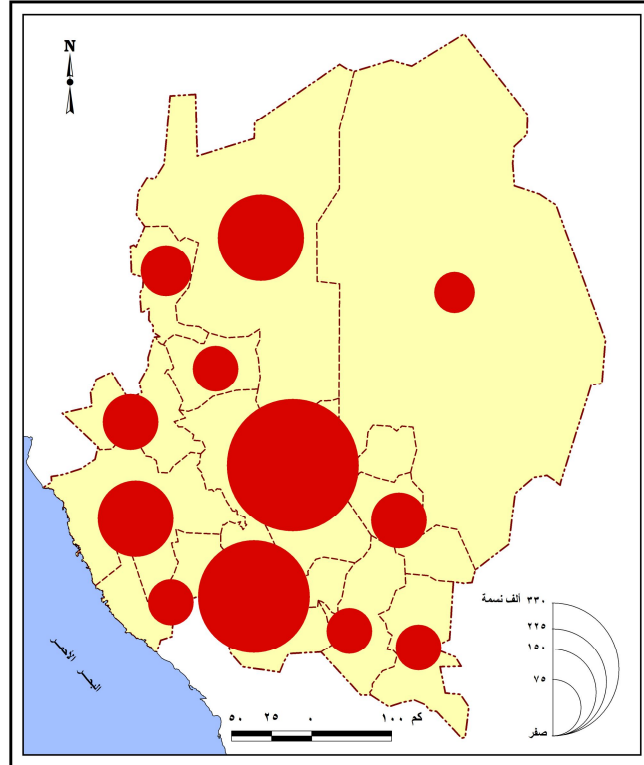 N
٣٣٠ ألف نسمة
٢٢٥
١٥٠
٧٥
صفر
البحر الأحمر
٥٠ ٢٥ ٠ ١٠٠ كم